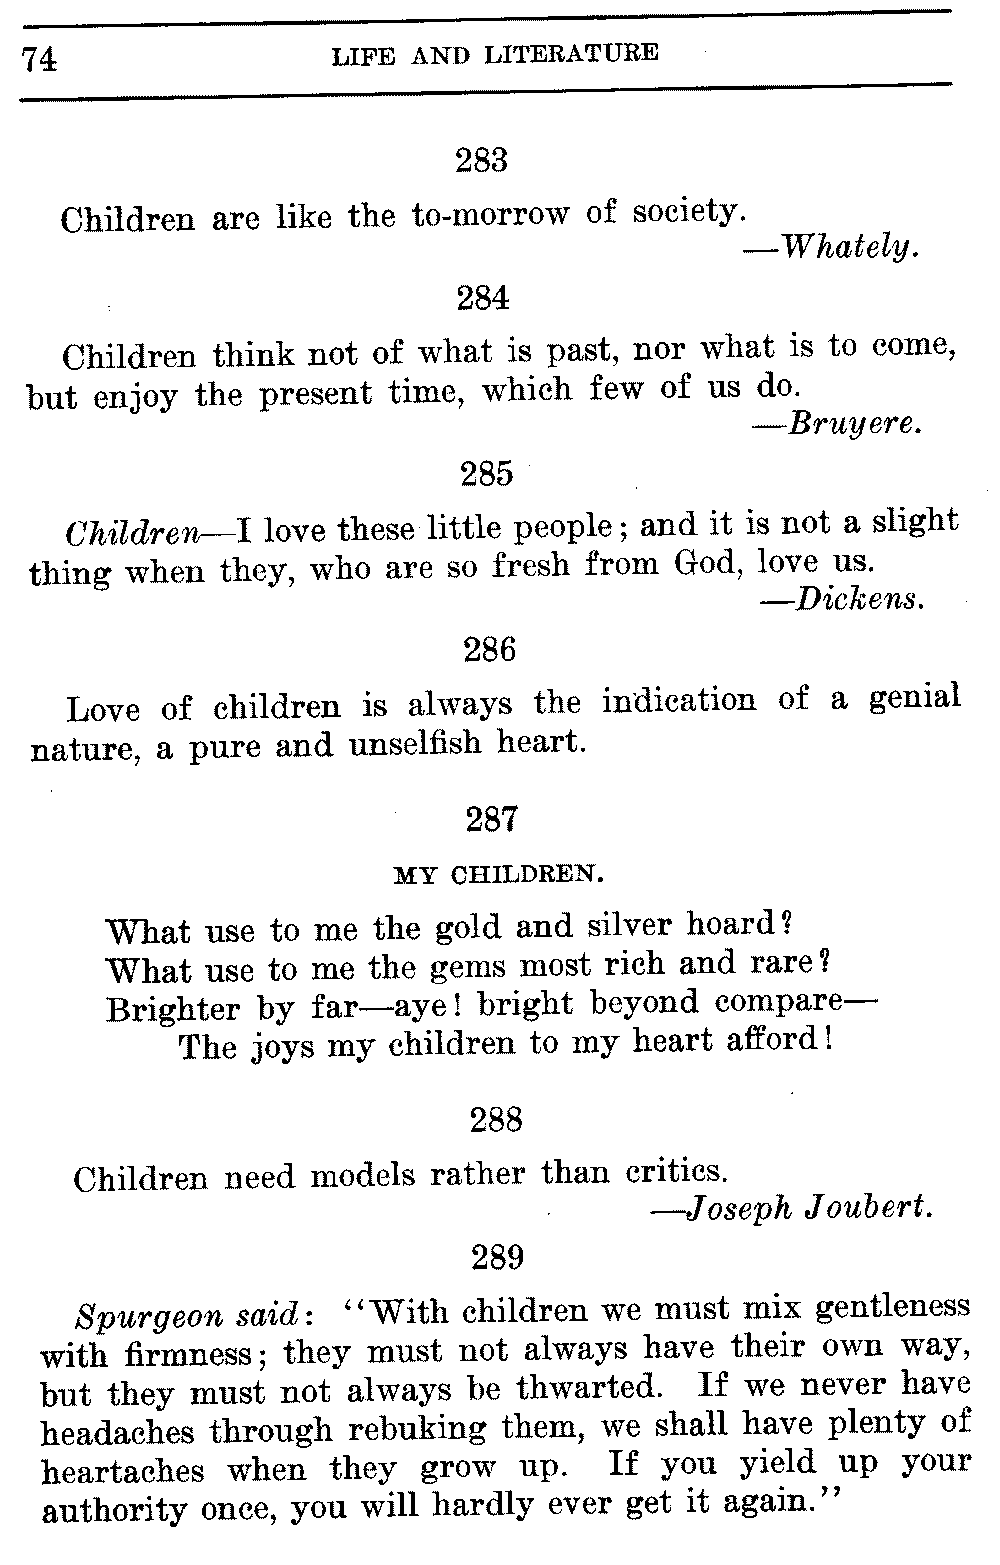 74 LIFE AND LITERATURE
283
Children are like the to-morrow of society.
—Whately.
284
Children think not of what is past, nor what is to come,
but enjoy the present time, which few of us do.
—Bruyere.
285
Children—I love these little people; and it is not a slight
thing when they, who are so fresh from God, love us.
—Dickens.
286
Love of children is always the indication of a genial
nature, a pure and unselfish heart.
287
MY CHILDREN.
What use to me the gold and silver hoard?
What use to me the gems most rich and rare?
Brighter by far—aye! bright beyond compare—
The joys my children to my heart afford!
288
Children need models rather than critics.
—Joseph Joubert.
289
Spurgeon said: "With children we must mix gentleness
with firmness; they must not always have their own way,
but they must not always be thwarted. If we never have
headaches through rebuking them, we shall have plenty of
heartaches when they grow up. If you yield up your
authority once, you will hardly ever get it again."